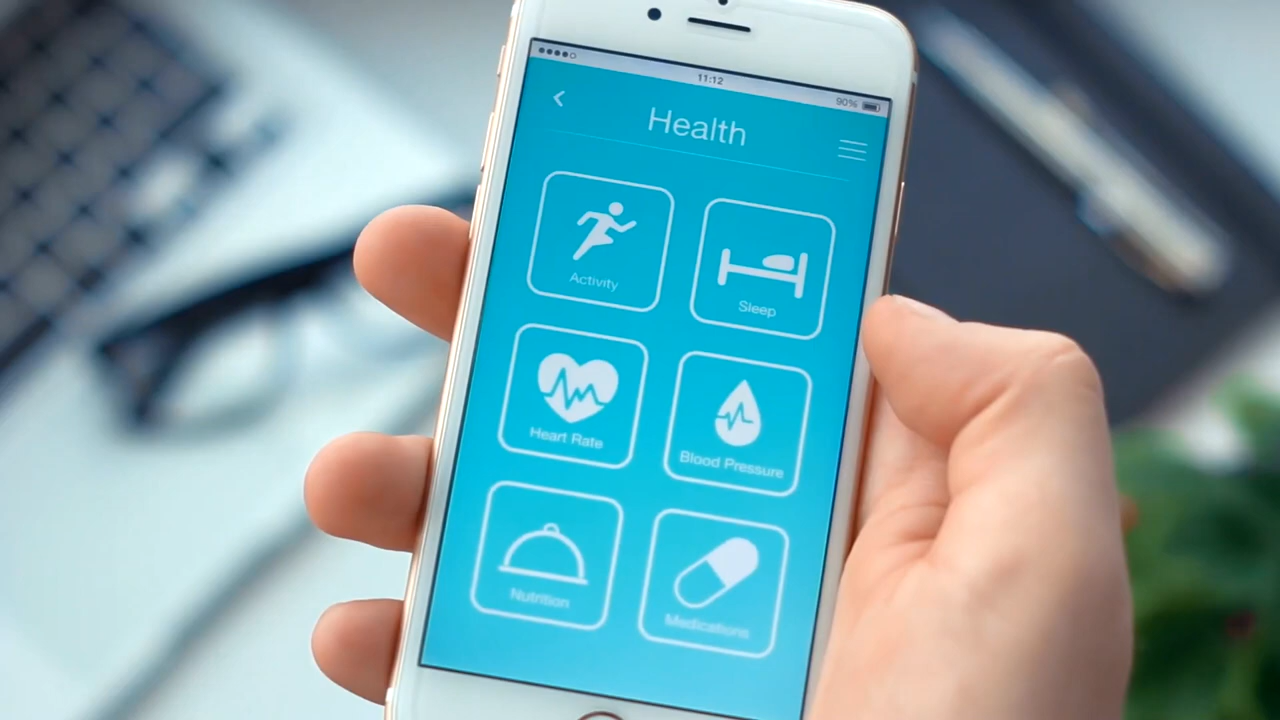 11:12
90%
Health
Activity
Sleep
Heart Rate
Blood Pressure
Nutrition
Medications